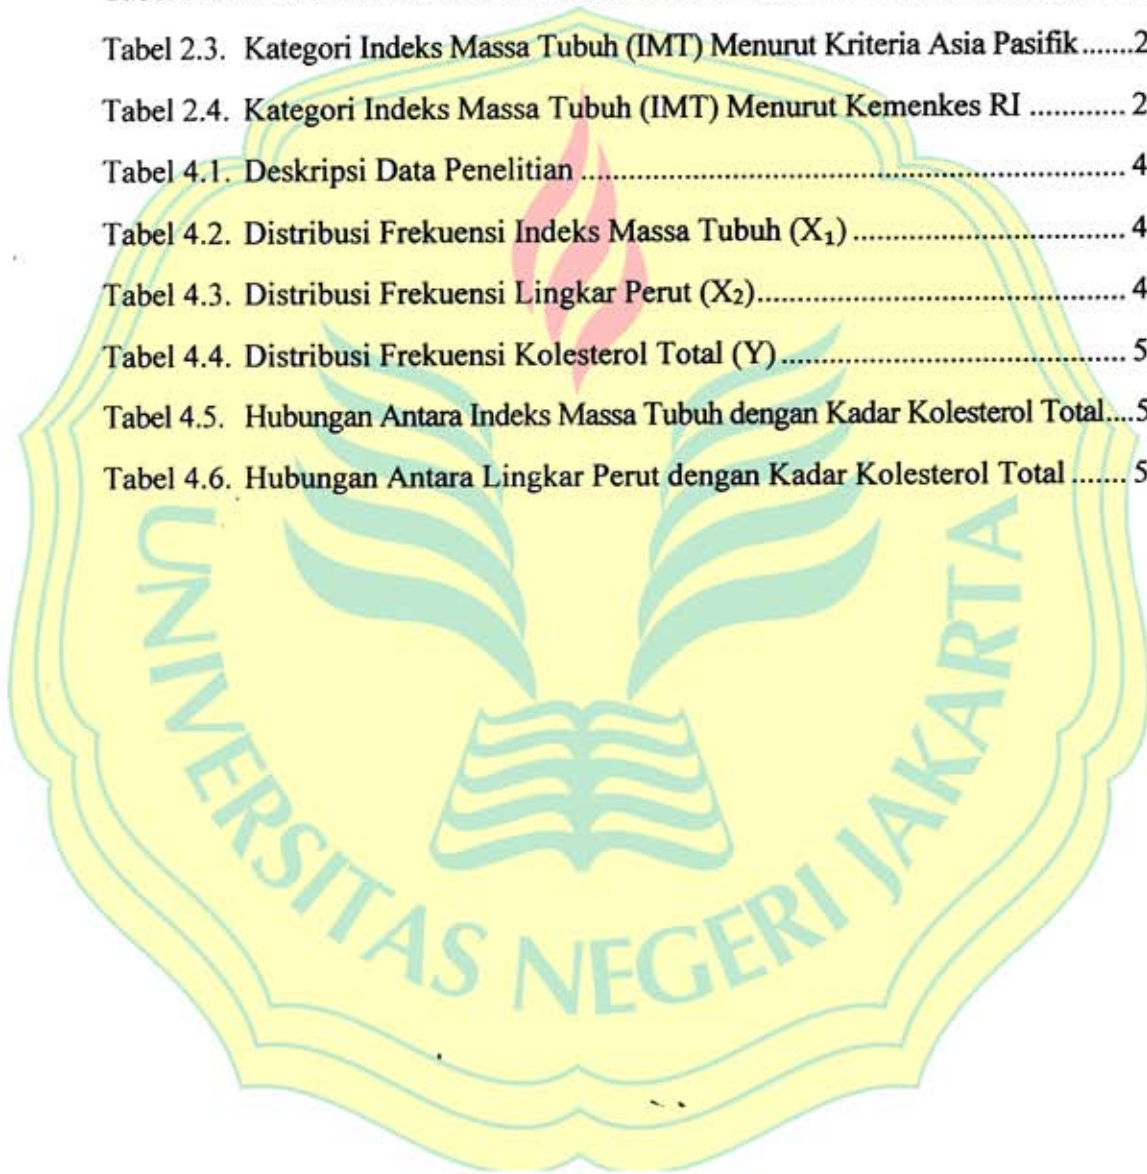 Tabel 2.3. Kategori Indeks Massa Tubuh (IMT) Menurut Kriteria Asia Pasifik.......2
Tabel 2.4. Kategori Indeks Massa Tubuh (IMT) Menurut Kemenkes RI ............ 2
Tabel 4.1. Deskripsi Data Penelitian .................................................................. 4
Tabel 4.2. Distribusi Frekuensi Indeks Massa Tubuh (X₁) ................................. 4
Tabel 4.3. Distribusi Frekuensi Lingkar Perut (X₂)............................................. 4
Tabel 4.4. Distribusi Frekuensi Kolesterol Total (Y).......................................... 5
Tabel 4.5. Hubungan Antara Indeks Massa Tubuh dengan Kadar Kolesterol Total....5
Tabel 4.6. Hubungan Antara Lingkar Perut dengan Kadar Kolesterol Total ....... 5
UNIVERSITAS NEGERI JAKARTA